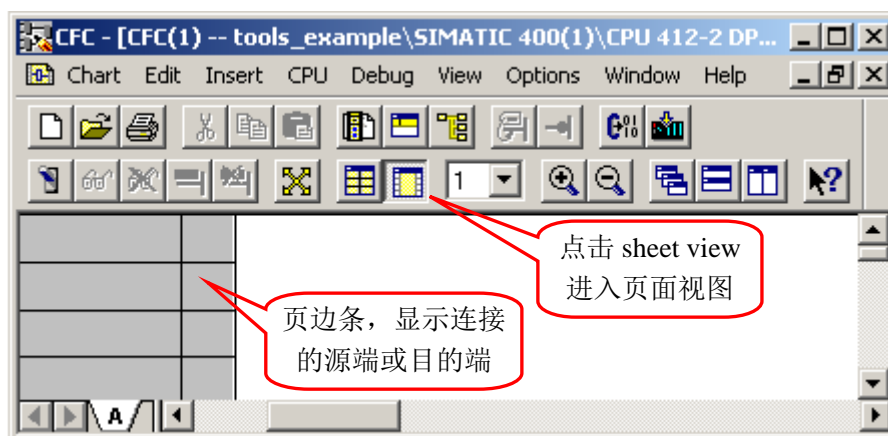 CFC - [CFC(1) -- tools_example\SIMATIC 400(1)\CPU 412-2 DP...
Chart Edit Insert CPU Debug View Options Window Help
1
点击 sheet view
进入页面视图
页边条，显示连接
的源端或目的端
A